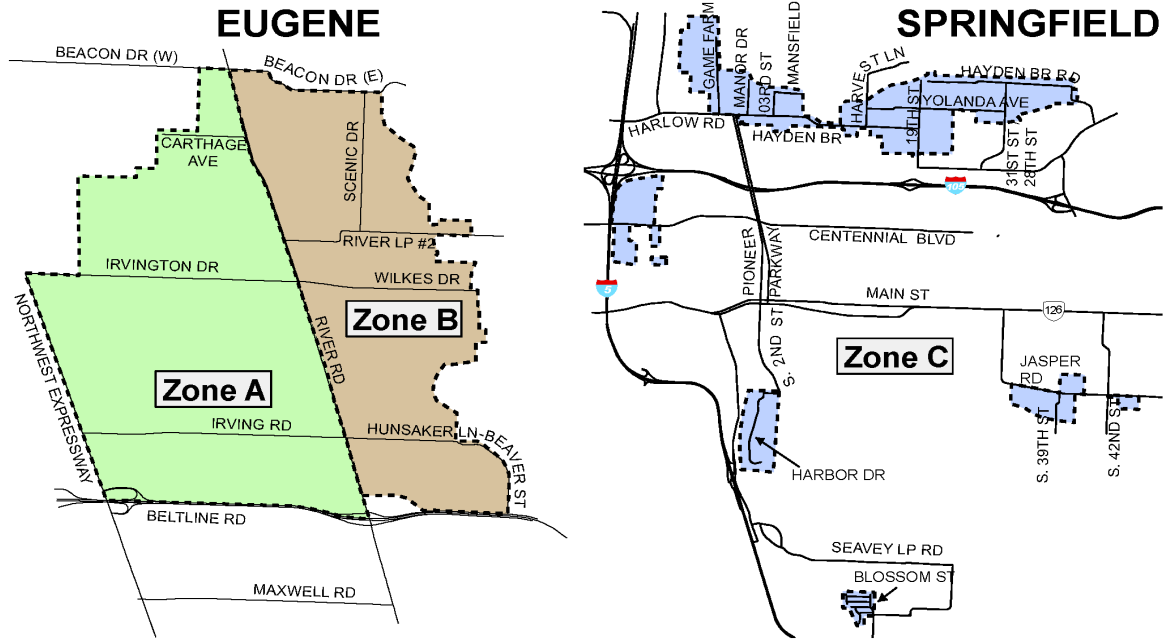 EUGENE
BEACON DR (W)
BEACON DR (E)
CARTHAGE
AVE
SCENIC DR
RIVER LP #2
IRVINGTON DR
WILKES DR
Zone B
RIVER RD
NORTHWEST EXPRESSWAY
Zone A
IRVING RD
HUNSAKER LN-BEAVER ST
BELTLINE RD
MAXWELL RD
SPRINGFIELD
GAME FARM
MANOR DR
03RD ST
MANSFIELD
HARVEST LN
HAYDEN BR RD
19TH ST
YOLANDA AVE
HARLOW RD
HAYDEN BR
31ST ST
28TH ST
105
CENTENNIAL BLVD
PIONEER
PARKWAY
5
MAIN ST
126
S. 2ND ST
Zone C
JASPER
RD
S. 39TH ST
S. 42ND ST
HARBOR DR
SEAVEY LP RD
BLOSSOM ST